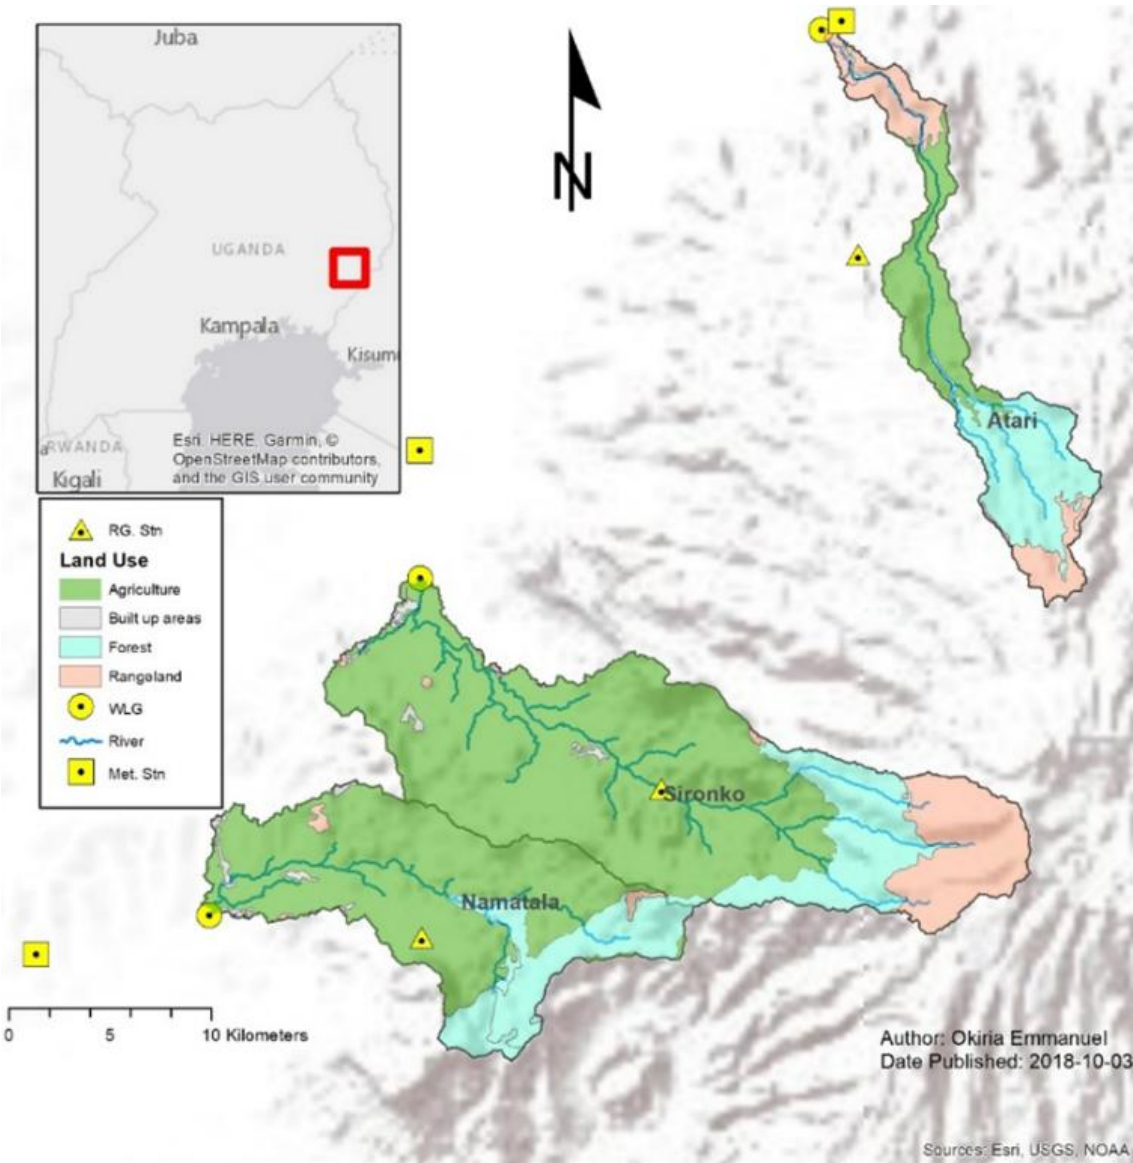 Juba
UGANDA
Kampala
Kisum
RWANDA
Kigali
Esri, HERE, Garmin, ©
OpenStreetMap contributors,
and the GIS user community
N
RG. Stn
Land Use
Agriculture
Built up areas
Forest
Rangeland
WLG
River
Met. Stn
Atari
Sironko
Namatala
0 5 10 Kilometers
Author: Okiria Emmanuel
Date Published: 2018-10-03
Sources: Esri, USGS, NOAA